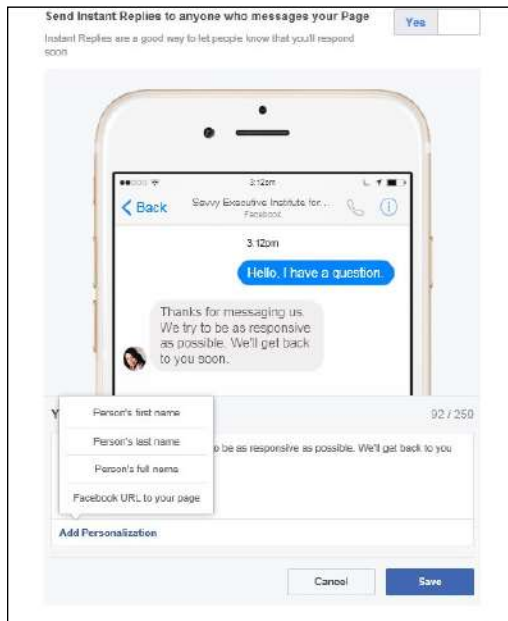 Send Instant Replies to anyone who messages your Page
Yes
Instant Replies are a good way to let people know that you'll respond
soon
3:12pm
Back
Savvy Executive Institute for...
Facebook
3:12pm
Hello, I have a question.
Thanks for messaging us.
We try to be as responsive
as possible. We'll get back
to you soon.
Y
92 / 250
Person's first name
Person's last name
o be as responsive as possible. We'll get back to you
Person's full name
Facebook URL to your page
Add Personalization
Cancel
Save